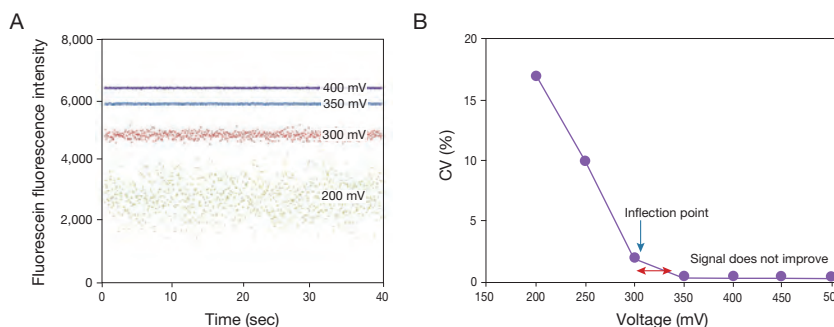 A
Fluorescein fluorescence intensity
8,000
6,000
4,000
2,000
0
400 mV
350 mV
300 mV
200 mV
0 10 20 30 40
Time (sec)
B
CV (%)
20
15
10
5
0
Inflection point
Signal does not improve
150 200 250 300 350 400 450
Voltage (mV)